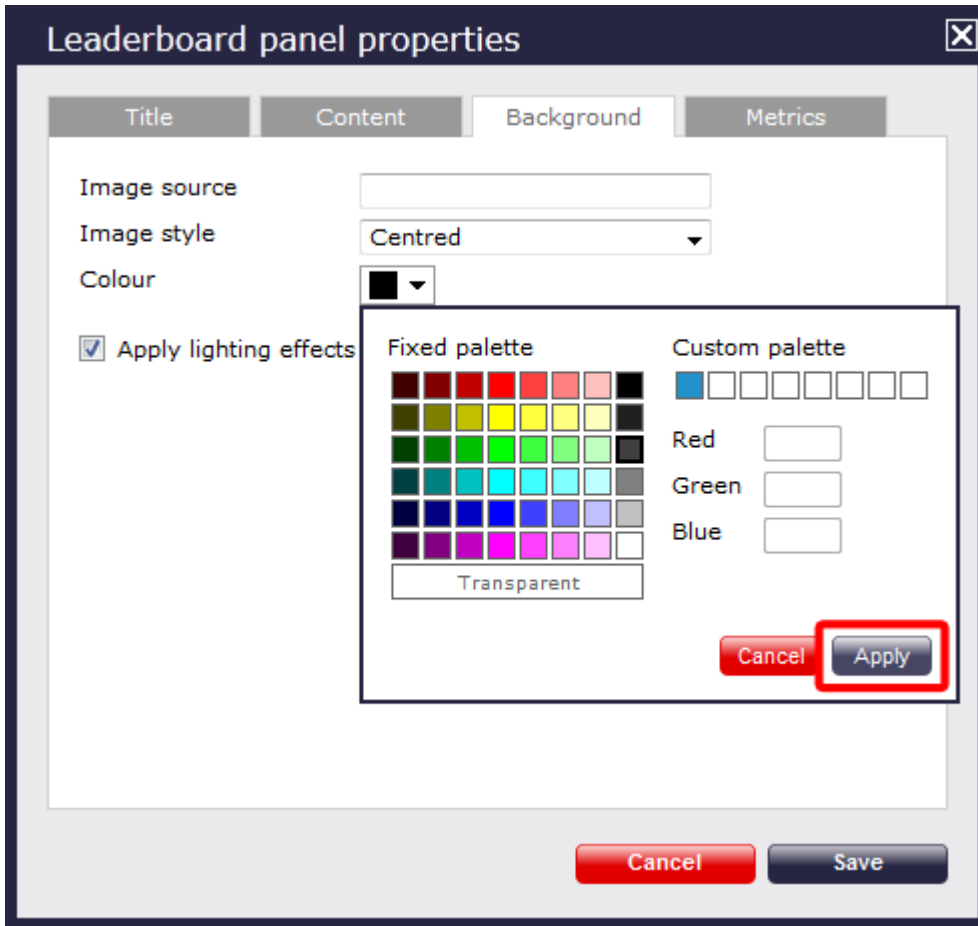 Leaderboard panel properties
Title Content Background Metrics
Image source
Image style Centred
Colour
Apply lighting effects
Fixed palette Custom palette
Red
Green
Blue
Transparent
Cancel Apply
Cancel Save